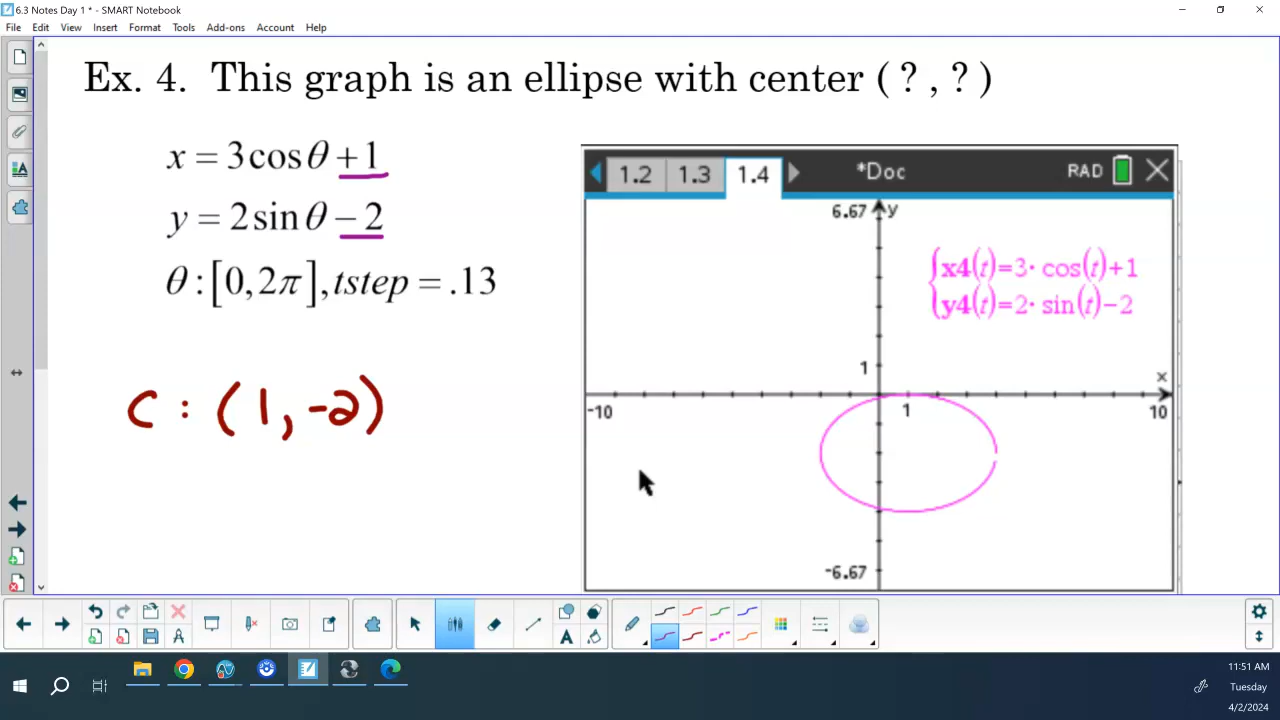 6.3 Notes Day 1 * - SMART Notebook
File Edit View Insert Format Tools Add-ons Account Help
Ex. 4. This graph is an ellipse with center ( ? , ? )
x = 3cosθ +1
y = 2sinθ − 2
θ : [0, 2π], tstep = .13
C : (1, -2)
1.2 1.3 1.4 *Doc RAD
6.67 y
x4(t)=3· cos(t)+1
y4(t)=2· sin(t)−2
1 x
-10 1 10
-6.67
11:51 AM
Tuesday
4/2/2024